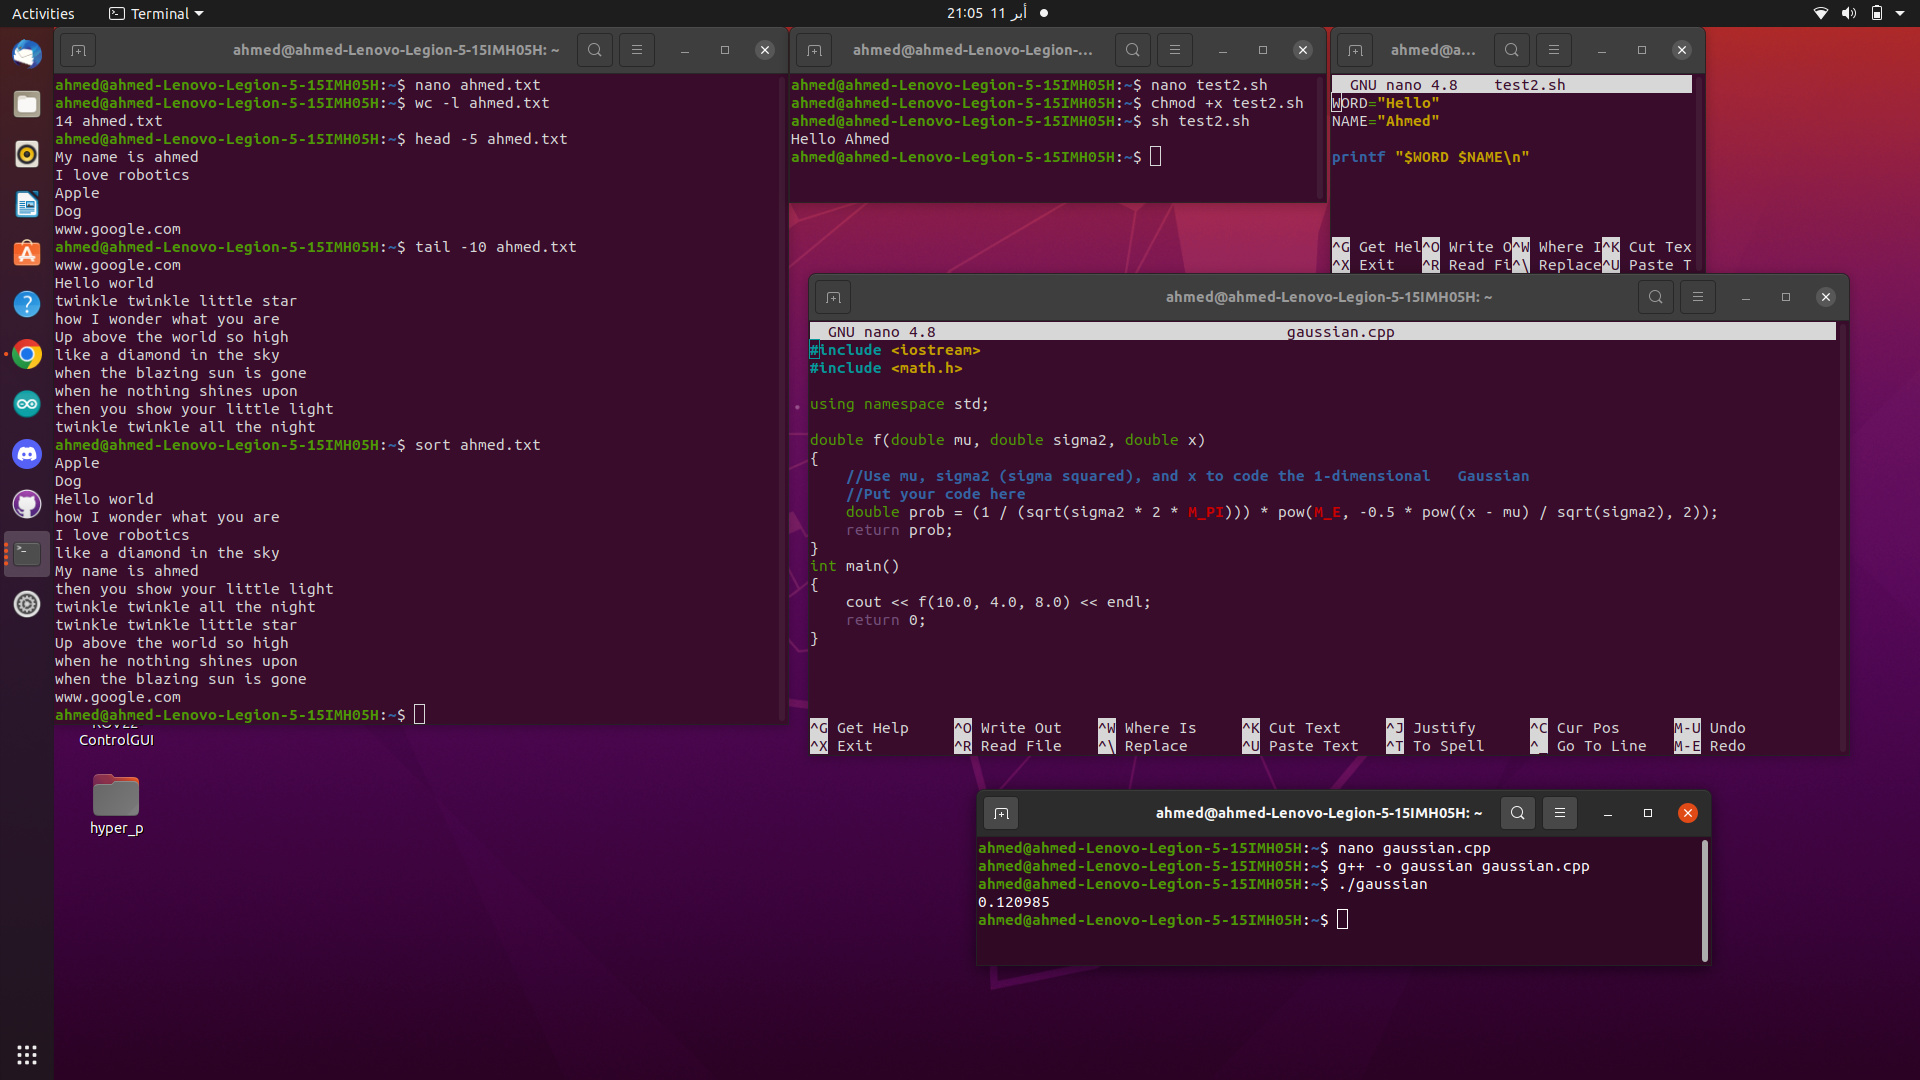 Activities
Terminal
21:05 11 أبر
ahmed@ahmed-Lenovo-Legion-5-15IMH05H: ~
ahmed@ahmed-Lenovo-Legion-5-15IMH05H:~$ nano ahmed.txt
ahmed@ahmed-Lenovo-Legion-5-15IMH05H:~$ wc -l ahmed.txt
14 ahmed.txt
ahmed@ahmed-Lenovo-Legion-5-15IMH05H:~$ head -5 ahmed.txt
My name is ahmed
I love robotics
Apple
Dog
www.google.com
ahmed@ahmed-Lenovo-Legion-5-15IMH05H:~$ tail -10 ahmed.txt
www.google.com
Hello world
twinkle twinkle little star
how I wonder what you are
Up above the world so high
like a diamond in the sky
when the blazing sun is gone
when he nothing shines upon
then you show your little light
twinkle twinkle all the night
ahmed@ahmed-Lenovo-Legion-5-15IMH05H:~$ sort ahmed.txt
Apple
Dog
Hello world
how I wonder what you are
I love robotics
like a diamond in the sky
My name is ahmed
then you show your little light
twinkle twinkle all the night
twinkle twinkle little star
Up above the world so high
when he nothing shines upon
when the blazing sun is gone
www.google.com
ahmed@ahmed-Lenovo-Legion-5-15IMH05H:~$
ControlGUI
hyper_p
ahmed@ahmed-Lenovo-Legion-...
ahmed@ahmed-Lenovo-Legion-5-15IMH05H:~$ nano test2.sh
ahmed@ahmed-Lenovo-Legion-5-15IMH05H:~$ chmod +x test2.sh
ahmed@ahmed-Lenovo-Legion-5-15IMH05H:~$ sh test2.sh
Hello Ahmed
ahmed@ahmed-Lenovo-Legion-5-15IMH05H:~$
ahmed@a...
GNU nano 4.8 test2.sh
WORD="Hello"
NAME="Ahmed"
printf "$WORD $NAME\n"
^G Get Hel^O Write O^W Where I^K Cut Tex
^X Exit ^R Read Fi^\ Replace^U Paste T
ahmed@ahmed-Lenovo-Legion-5-15IMH05H: ~
GNU nano 4.8 gaussian.cpp
#include <iostream>
#include <math.h>
using namespace std;
double f(double mu, double sigma2, double x)
{
//Use mu, sigma2 (sigma squared), and x to code the 1-dimensional Gaussian
//Put your code here
double prob = (1 / (sqrt(sigma2 * 2 * M_PI))) * pow(M_E, -0.5 * pow((x - mu) / sqrt(sigma2), 2));
return prob;
}
int main()
{
cout << f(10.0, 4.0, 8.0) << endl;
return 0;
}
^G Get Help ^O Write Out ^W Where Is ^K Cut Text ^J Justify ^C Cur Pos M-U Undo
^X Exit ^R Read File ^\ Replace ^U Paste Text ^T To Spell ^_ Go To Line M-E Redo
ahmed@ahmed-Lenovo-Legion-5-15IMH05H: ~
ahmed@ahmed-Lenovo-Legion-5-15IMH05H:~$ nano gaussian.cpp
ahmed@ahmed-Lenovo-Legion-5-15IMH05H:~$ g++ -o gaussian gaussian.cpp
ahmed@ahmed-Lenovo-Legion-5-15IMH05H:~$ ./gaussian
0.120985
ahmed@ahmed-Lenovo-Legion-5-15IMH05H:~$